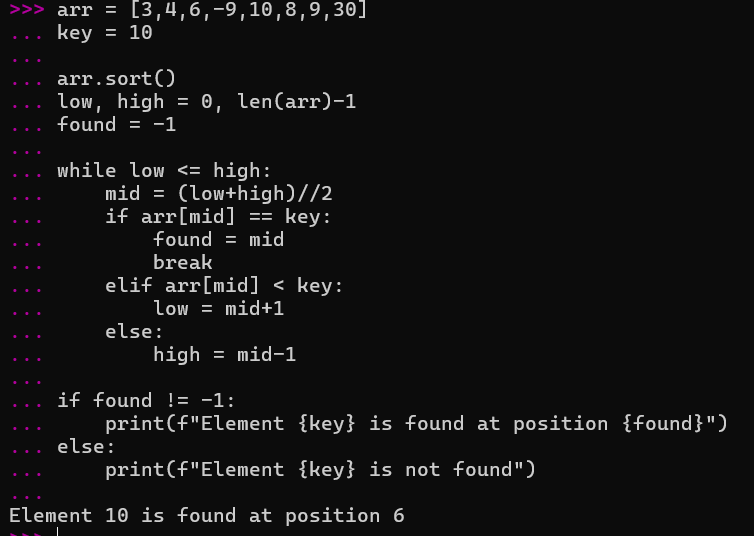 >>> arr = [3,4,6,-9,10,8,9,30]
... key = 10
...
... arr.sort()
... low, high = 0, len(arr)-1
... found = -1
...
... while low <= high:
...     mid = (low+high)//2
...     if arr[mid] == key:
...         found = mid
...         break
...     elif arr[mid] < key:
...         low = mid+1
...     else:
...         high = mid-1
...
... if found != -1:
...     print(f"Element {key} is found at position {found}")
... else:
...     print(f"Element {key} is not found")
...
Element 10 is found at position 6
>>>